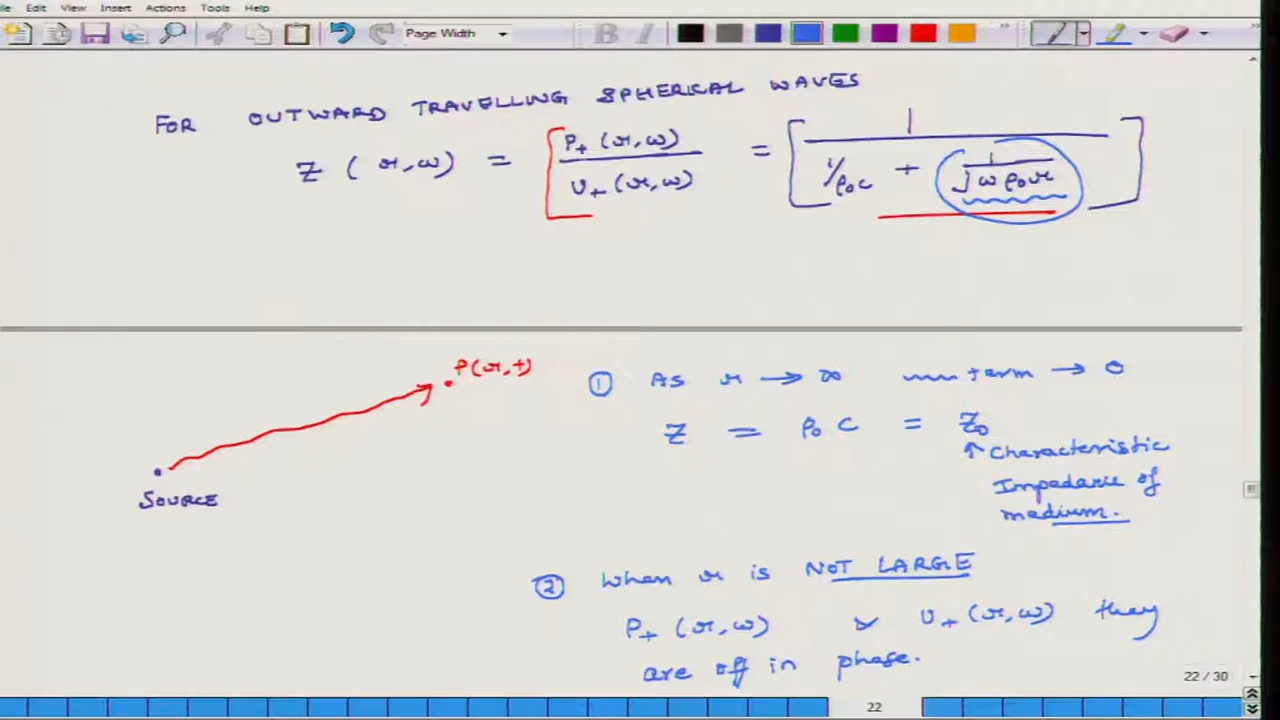 le Edit View Insert Actions Tools Help
Page Width
B I
FOR OUTWARD TRAVELLING SPHERICAL WAVES
Z (r,ω) = [P+ (r,ω) / U+ (r,ω)] = [1 / (1/ρ₀c + 1/jωρ₀r)]
P(r,t)
SOURCE
① As r → ∞ term → 0
Z = ρ₀ C = Z₀
↑ Characteristic
Impedance of
medium.
② When r is NOT LARGE
P+ (r,ω) & U+ (r,ω) they
are off in phase.
22 / 30
22